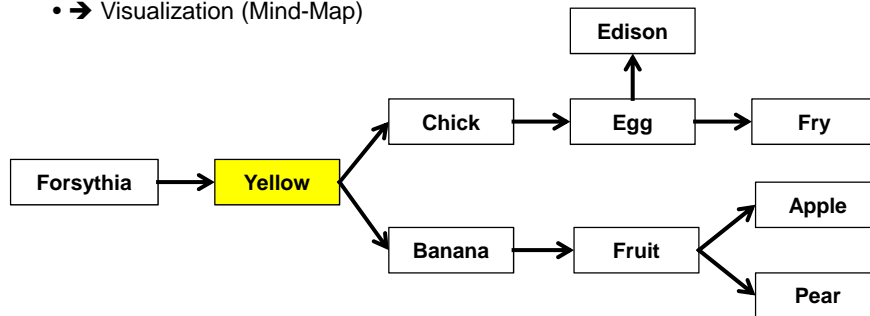 • ➔ Visualization (Mind-Map)
Edison
Chick
Egg
Fry
Forsythia
Yellow
Apple
Banana
Fruit
Pear